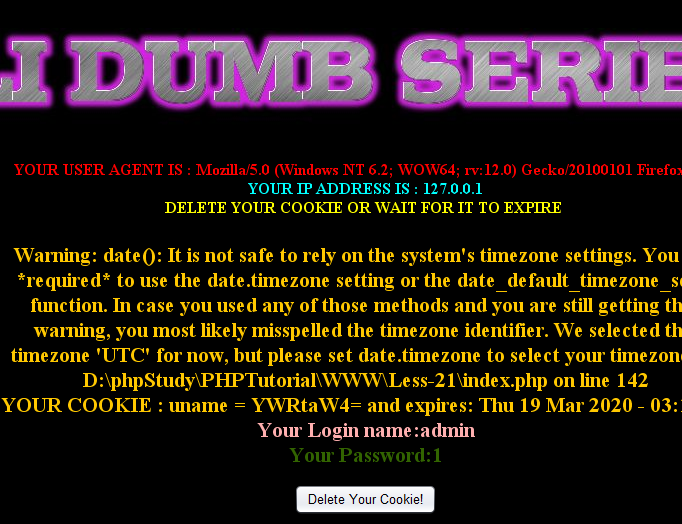 LI DUMB SERIE
YOUR USER AGENT IS : Mozilla/5.0 (Windows NT 6.2; WOW64; rv:12.0) Gecko/20100101 Firefox
YOUR IP ADDRESS IS : 127.0.0.1
DELETE YOUR COOKIE OR WAIT FOR IT TO EXPIRE
Warning: date(): It is not safe to rely on the system's timezone settings. You
*required* to use the date.timezone setting or the date_default_timezone_se
function. In case you used any of those methods and you are still getting th
warning, you most likely misspelled the timezone identifier. We selected th
timezone 'UTC' for now, but please set date.timezone to select your timezone
D:\phpStudy\PHPTutorial\WWW\Less-21\index.php on line 142
YOUR COOKIE : uname = YWRtaW4= and expires: Thu 19 Mar 2020 - 03:
Your Login name:admin
Your Password:1
Delete Your Cookie!